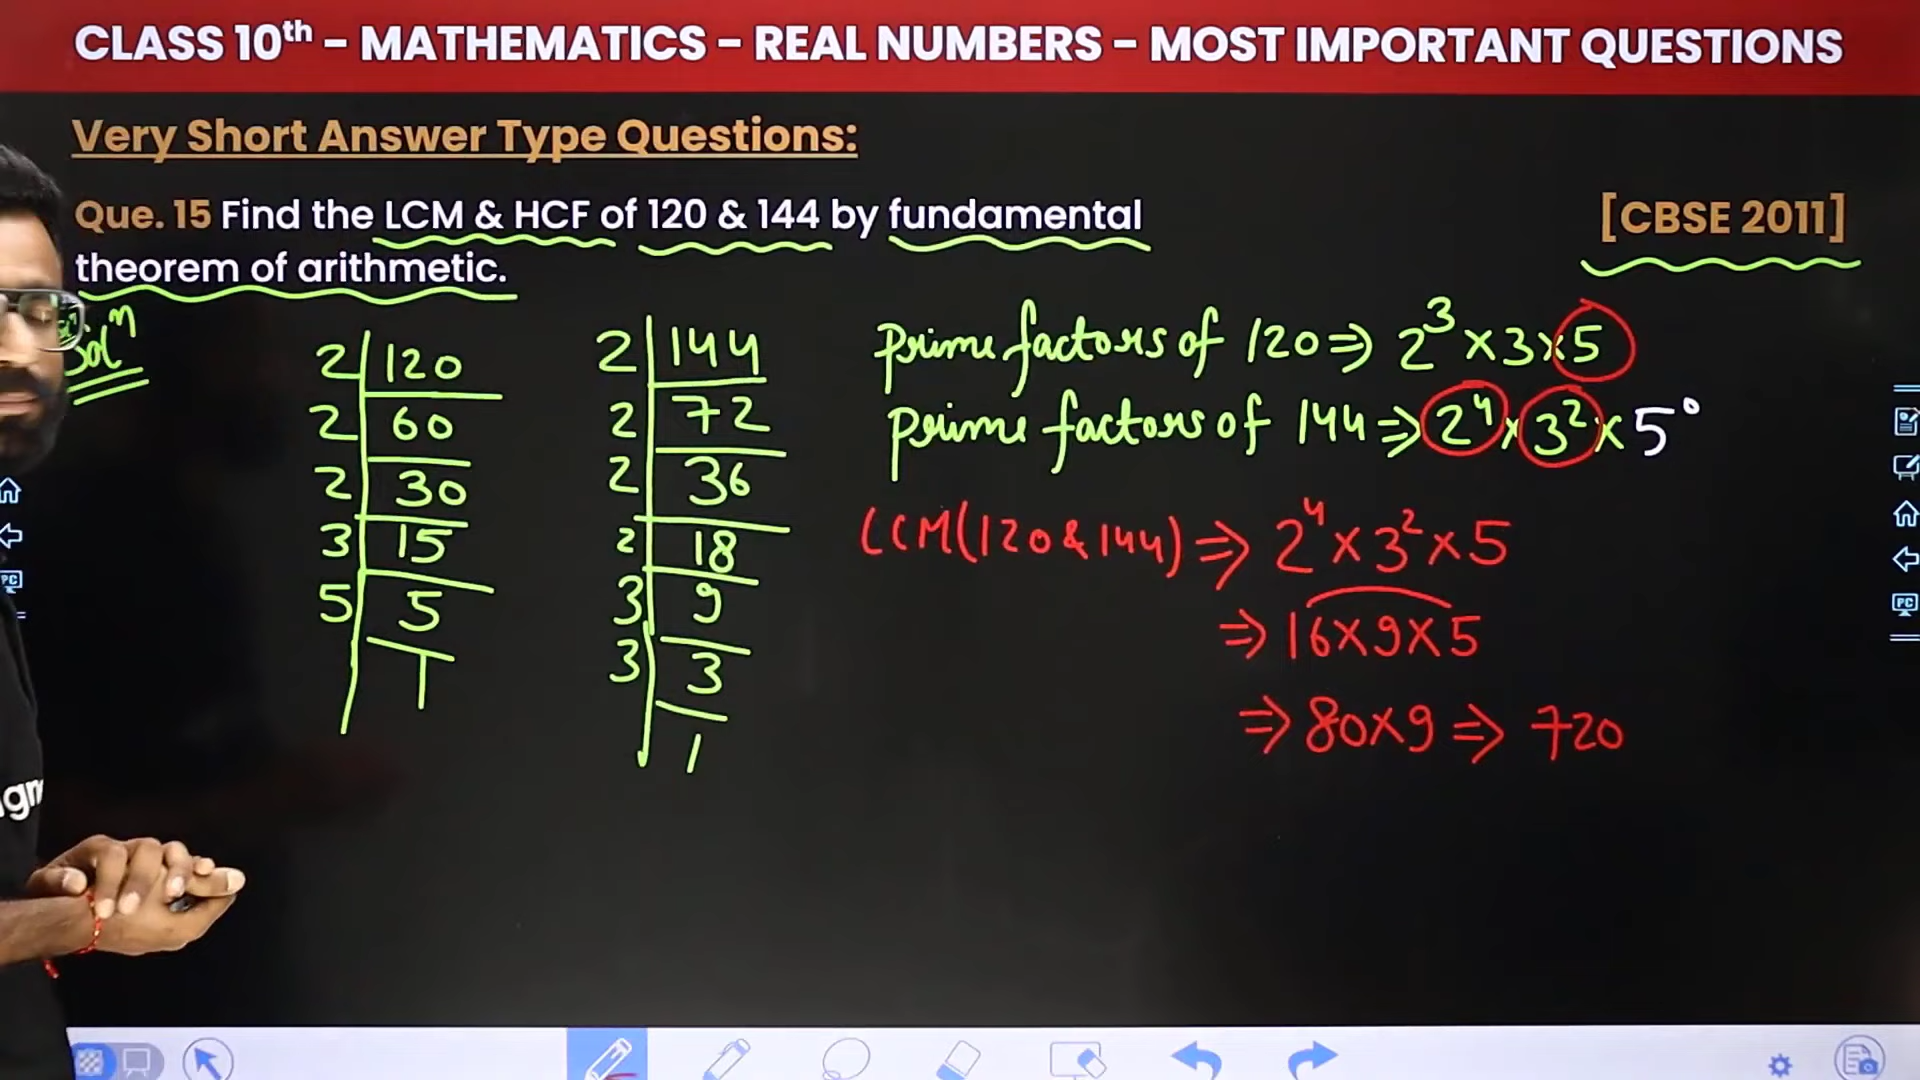 CLASS 10th - MATHEMATICS - REAL NUMBERS - MOST IMPORTANT QUESTIONS
Very Short Answer Type Questions:
Que. 15 Find the LCM & HCF of 120 & 144 by fundamental
theorem of arithmetic.
[CBSE 2011]
Solⁿ
2 | 120
2 | 60
2 | 30
3 | 15
5 | 5
1
2 | 144
2 | 72
2 | 36
2 | 18
3 | 9
3 | 3
1
prime factors of 120 ⇒ 2³ × 3 × 5
prime factors of 144 ⇒ 2⁴ × 3² × 5⁰
LCM(120 & 144) ⇒ 2⁴ × 3² × 5
⇒ 16 × 9 × 5
⇒ 80 × 9 ⇒ 720
PC
PC